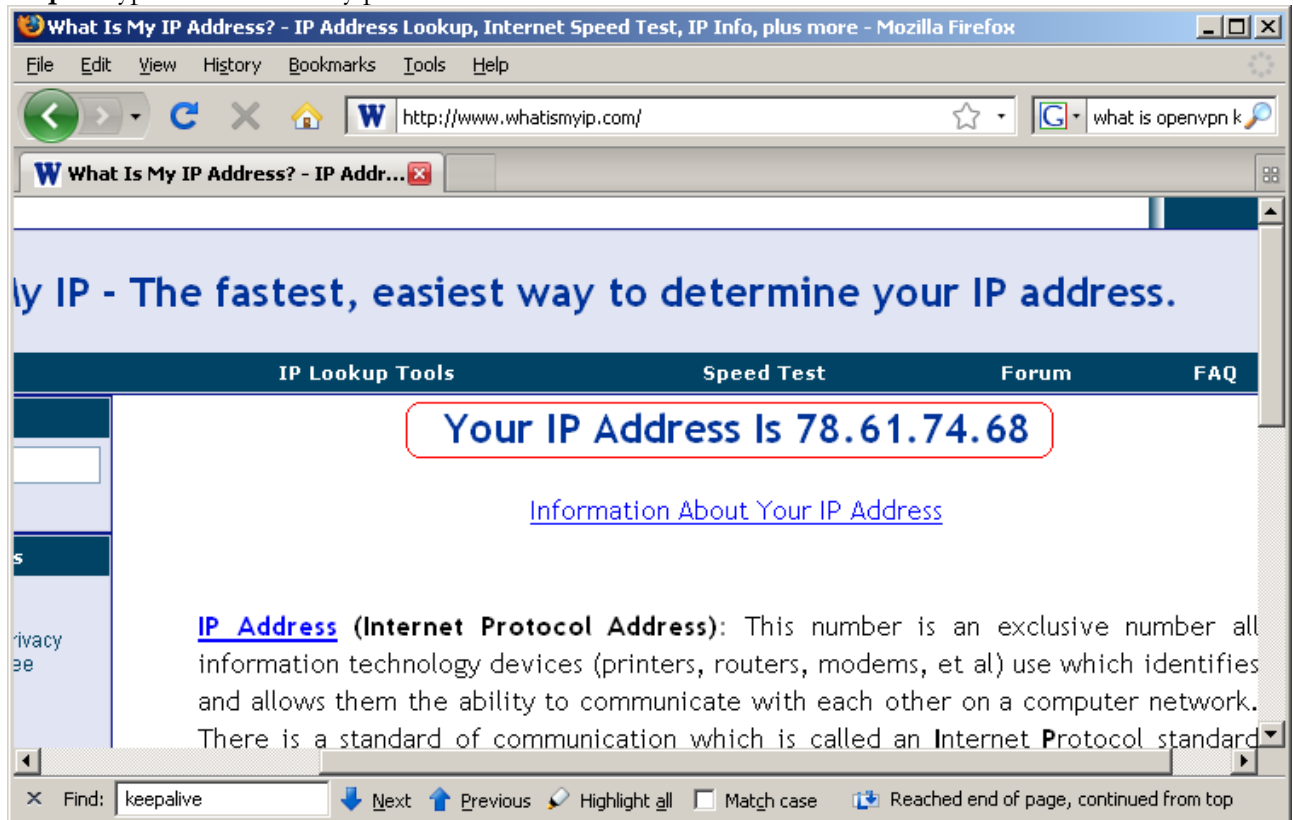 What Is My IP Address? - IP Address Lookup, Internet Speed Test, IP Info, plus more - Mozilla Firefox
File Edit View History Bookmarks Tools Help
W http://www.whatismyip.com/ G what is openvpn k
W What Is My IP Address? - IP Addr...
My IP - The fastest, easiest way to determine your IP address.
IP Lookup Tools Speed Test Forum FAQ
Your IP Address Is 78.61.74.68
Information About Your IP Address
s
rivacy
ee
IP Address (Internet Protocol Address): This number is an exclusive number all
information technology devices (printers, routers, modems, et al) use which identifies
and allows them the ability to communicate with each other on a computer network.
There is a standard of communication which is called an Internet Protocol standard
Find: keepalive Next Previous Highlight all Match case Reached end of page, continued from top